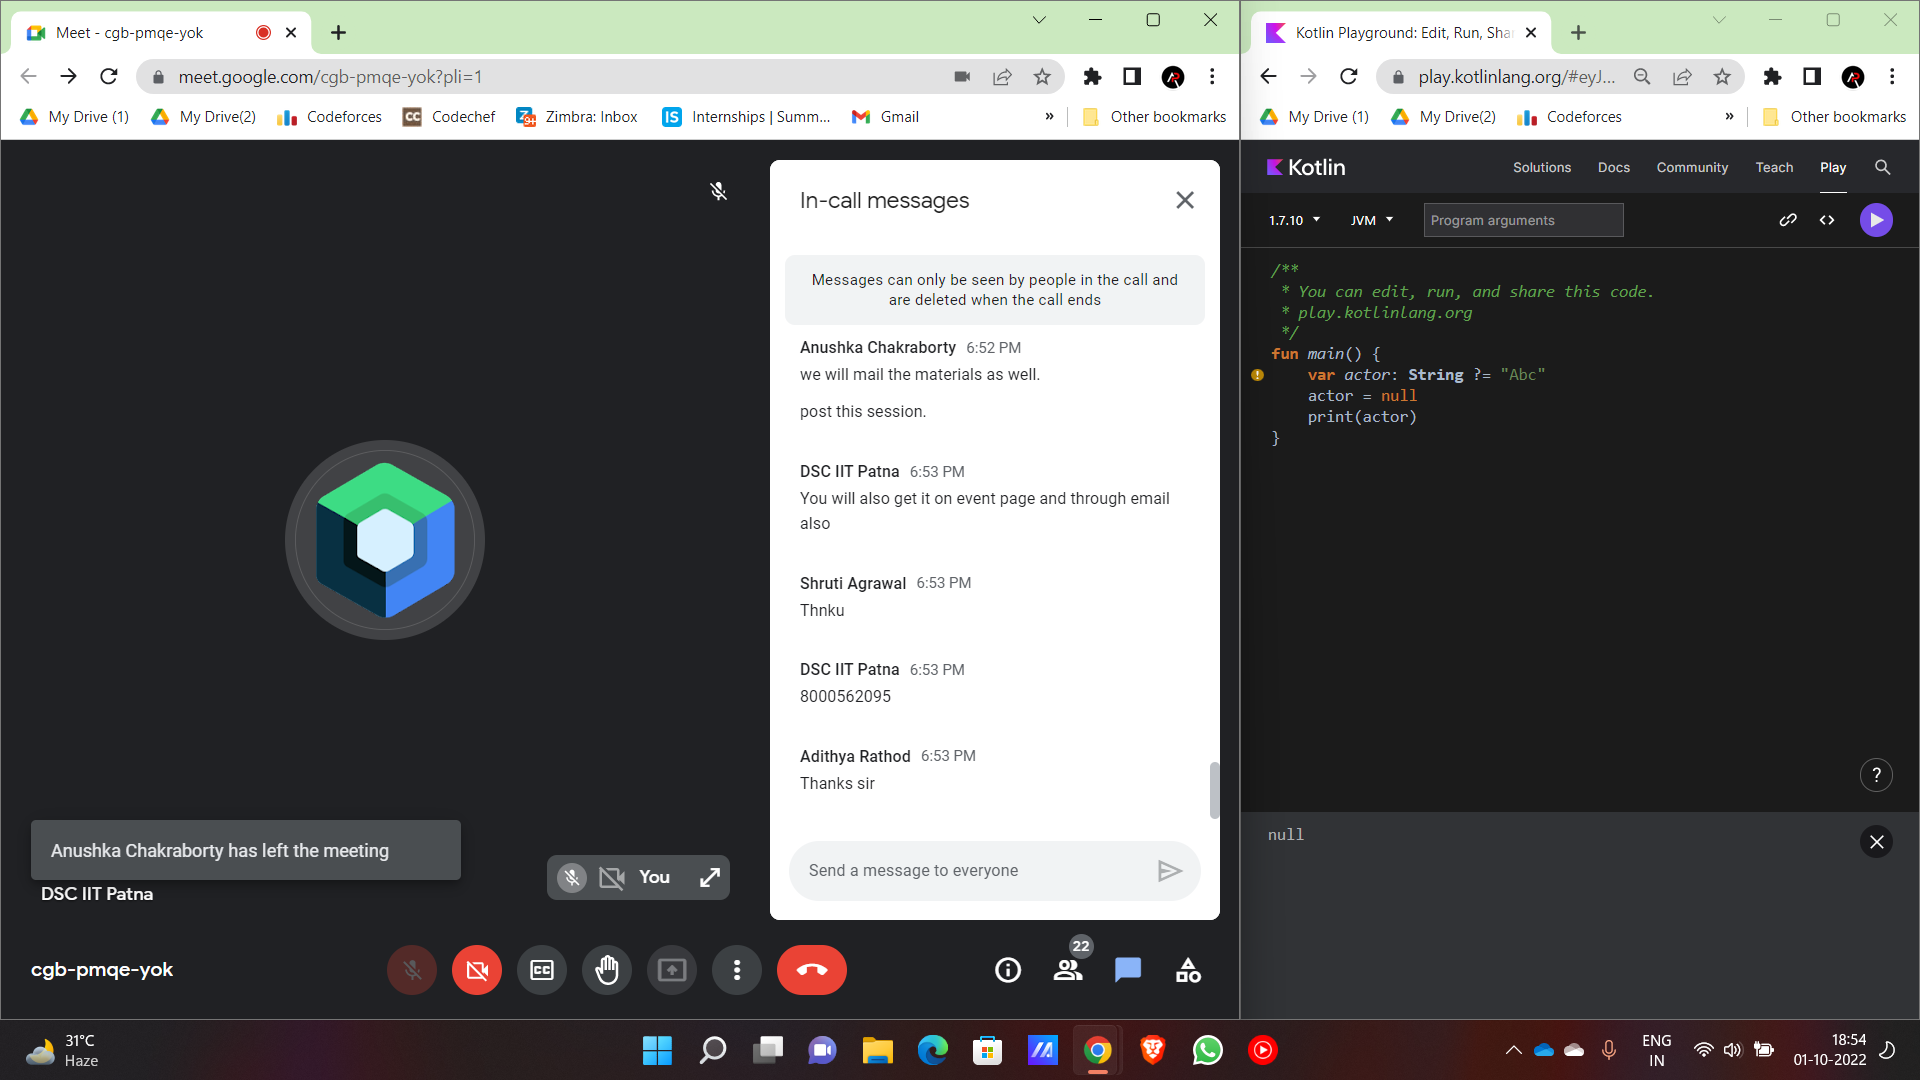 Meet - cgb-pmqe-yok
meet.google.com/cgb-pmqe-yok?pli=1
My Drive (1)
My Drive(2)
Codeforces
CC
Codechef
Z
9+
Zimbra: Inbox
IS
Internships | Summ...
Gmail
»
Other bookmarks
In-call messages
Messages can only be seen by people in the call and
are deleted when the call ends
Anushka Chakraborty 6:52 PM
we will mail the materials as well.
post this session.
DSC IIT Patna 6:53 PM
You will also get it on event page and through email
also
Shruti Agrawal 6:53 PM
Thnku
DSC IIT Patna 6:53 PM
8000562095
Adithya Rathod 6:53 PM
Thanks sir
Send a message to everyone
Anushka Chakraborty has left the meeting
DSC IIT Patna
You
cgb-pmqe-yok
CC
22
Kotlin Playground: Edit, Run, Shar
play.kotlinlang.org/#eyJ...
My Drive (1)
My Drive(2)
Codeforces
»
Other bookmarks
Kotlin
Solutions
Docs
Community
Teach
Play
1.7.10
JVM
Program arguments
/**
* You can edit, run, and share this code.
* play.kotlinlang.org
*/
fun main() {
var actor: String ?= "Abc"
actor = null
print(actor)
}
?
null
31°C
Haze
ENG
IN
18:54
01-10-2022